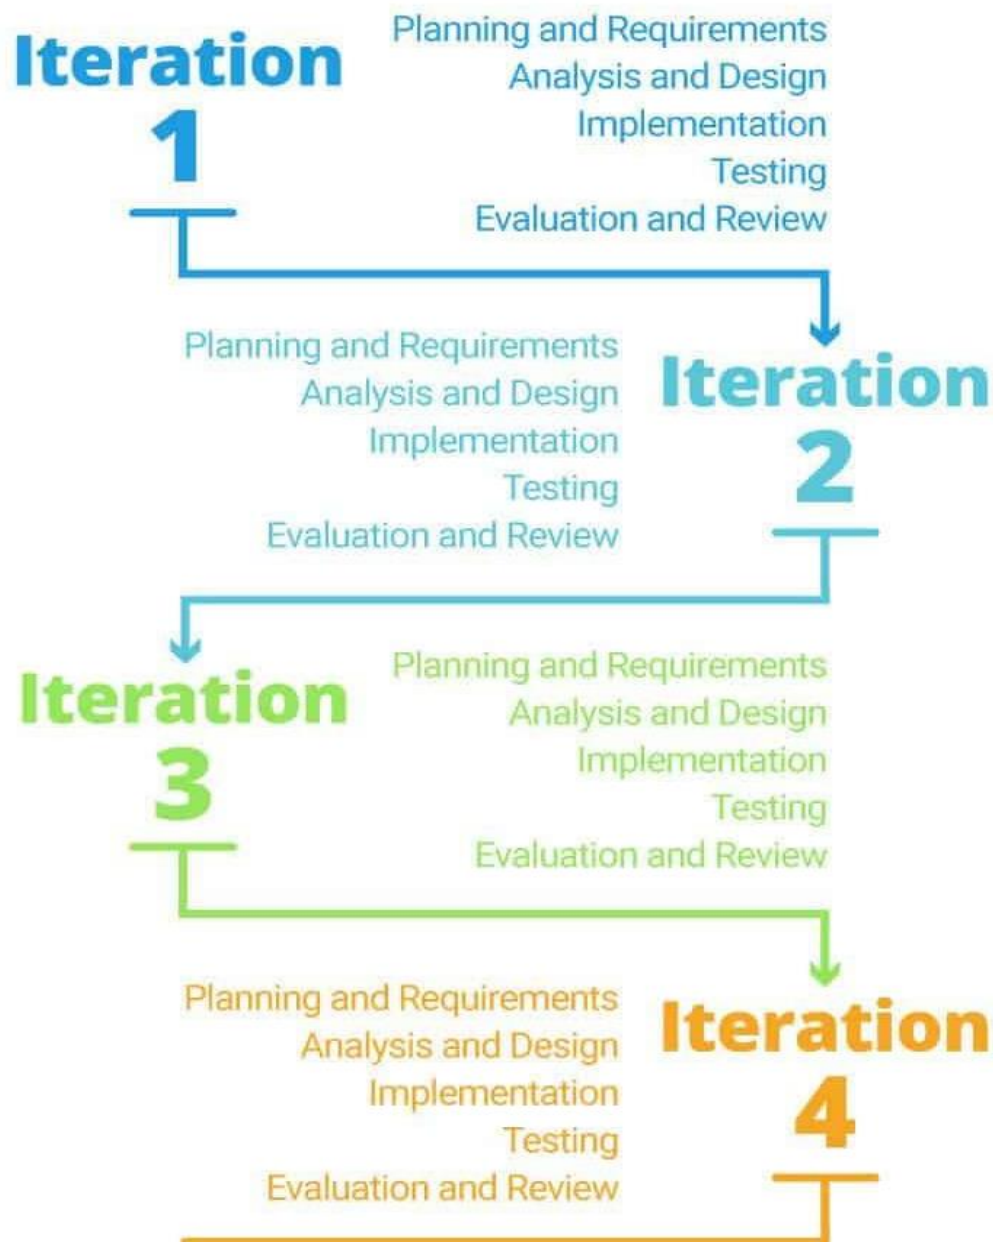 Iteration
1
Planning and Requirements
Analysis and Design
Implementation
Testing
Evaluation and Review
Iteration
2
Planning and Requirements
Analysis and Design
Implementation
Testing
Evaluation and Review
Iteration
3
Planning and Requirements
Analysis and Design
Implementation
Testing
Evaluation and Review
Iteration
4
Planning and Requirements
Analysis and Design
Implementation
Testing
Evaluation and Review